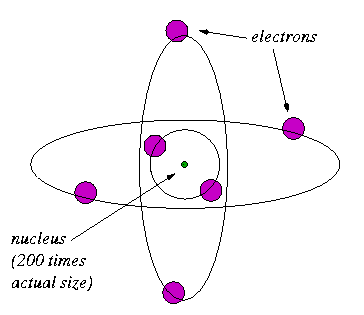 electrons
nucleus
(200 times
actual size)